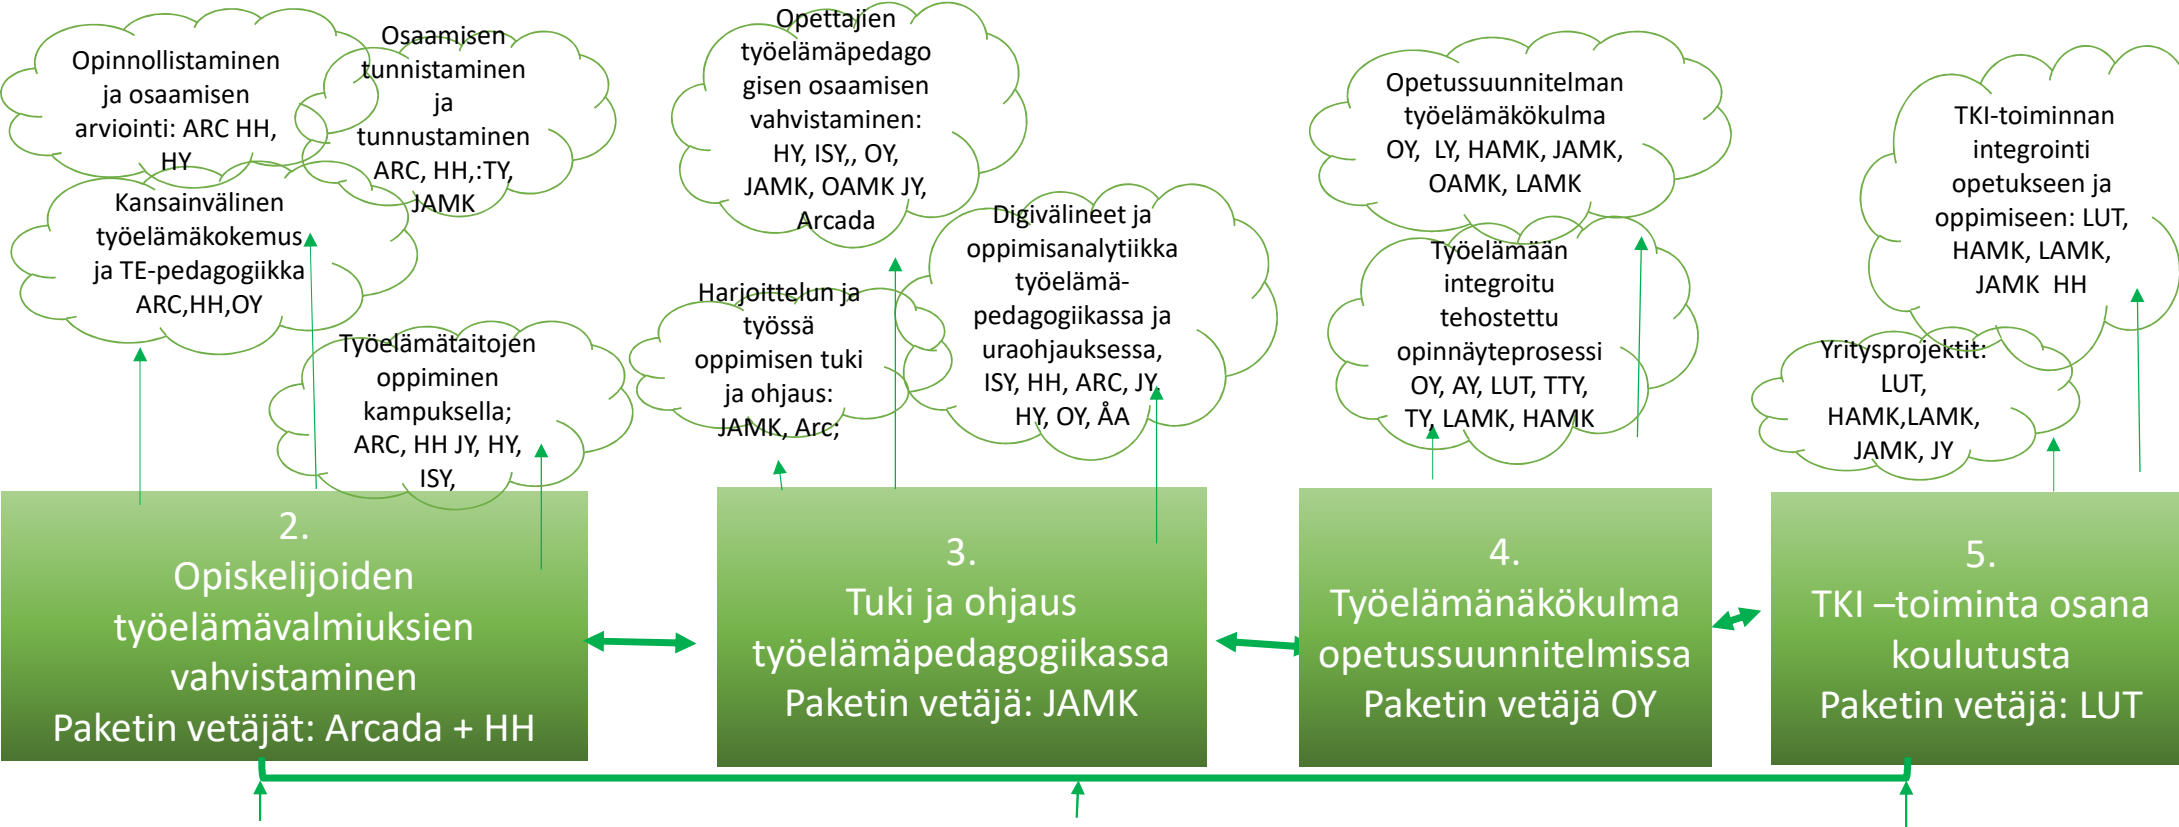 Opinnollistaminen
ja osaamisen
arviointi: ARC HH,
HY
Osaamisen
tunnistaminen
ja
tunnustaminen
ARC, HH,:TY,
JAMK
Kansainvälinen
työelämäkokemus
ja TE-pedagogiikka
ARC,HH,OY
Työelämätaitojen
oppiminen
kampuksella;
ARC, HH JY, HY,
ISY,
Opettajien
työelämäpedago
gisen osaamisen
vahvistaminen:
HY, ISY,, OY,
JAMK, OAMK JY,
Arcada
Harjoittelun ja
työssä
oppimisen tuki
ja ohjaus:
JAMK, Arc;
Digivälineet ja
oppimisanalytiikka
työelämä-
pedagogiikassa ja
uraohjauksessa,
ISY, HH, ARC, JY,
HY, OY, ÅA
Opetussuunnitelman
työelämäkökulma
OY, LY, HAMK, JAMK,
OAMK, LAMK
Työelämään
integroitu
tehostettu
opinnäyteprosessi
OY, AY, LUT, TTY,
TY, LAMK, HAMK
TKI-toiminnan
integrointi
opetukseen ja
oppimiseen: LUT,
HAMK, LAMK,
JAMK HH
Yritysprojektit:
LUT,
HAMK,LAMK,
JAMK, JY
2.
Opiskelijoiden
työelämävalmiuksien
vahvistaminen
Paketin vetäjät: Arcada + HH
3.
Tuki ja ohjaus
työelämäpedagogiikassa
Paketin vetäjä: JAMK
4.
Työelämänäkökulma
opetussuunnitelmissa
Paketin vetäjä OY
5.
TKI –toiminta osana
koulutusta
Paketin vetäjä: LUT